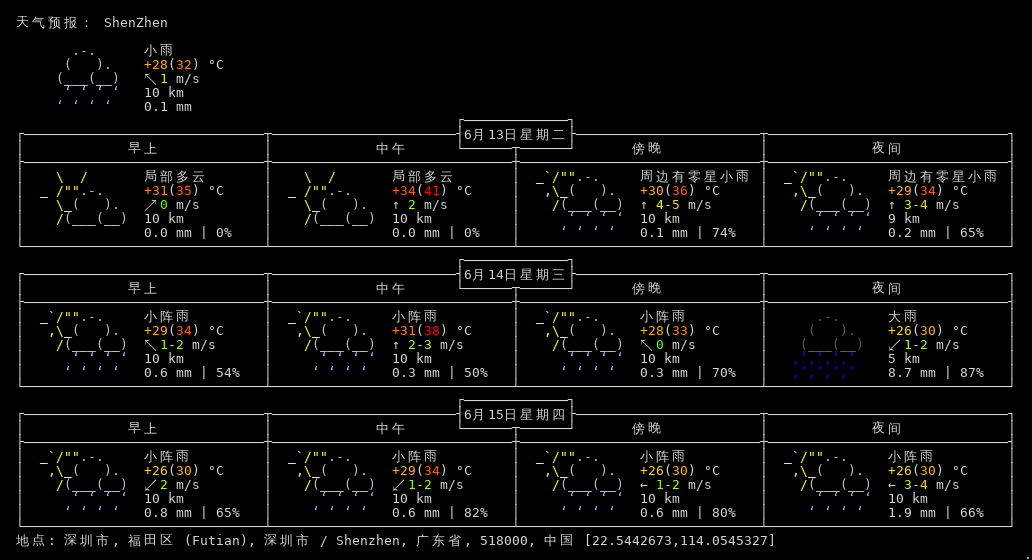 天气预报： ShenZhen
小雨
+28(32) °C
↖ 1 m/s
10 km
0.1 mm
6月13日星期二
早上 中午 傍晚 夜间
局部多云 局部多云 周边有零星小雨 周边有零星小雨
+31(35) °C +34(41) °C +30(36) °C +29(34) °C
↗ 0 m/s ↑ 2 m/s ↑ 4-5 m/s ↑ 3-4 m/s
10 km 10 km 10 km 9 km
0.0 mm | 0% 0.0 mm | 0% 0.1 mm | 74% 0.2 mm | 65%
6月14日星期三
早上 中午 傍晚 夜间
小阵雨 小阵雨 小阵雨 大雨
+29(34) °C +31(38) °C +28(33) °C +26(30) °C
↖ 1-2 m/s ↑ 2-3 m/s ↖ 0 m/s ↙ 1-2 m/s
10 km 10 km 10 km 5 km
0.6 mm | 54% 0.3 mm | 50% 0.3 mm | 70% 8.7 mm | 87%
6月15日星期四
早上 中午 傍晚 夜间
小阵雨 小阵雨 小阵雨 小阵雨
+26(30) °C +29(34) °C +26(30) °C +26(30) °C
↙ 2 m/s ↙ 1-2 m/s ← 1-2 m/s ← 3-4 m/s
10 km 10 km 10 km 10 km
0.8 mm | 65% 0.6 mm | 82% 0.6 mm | 80% 1.9 mm | 66%
地点: 深圳市, 福田区 (Futian), 深圳市 / Shenzhen, 广东省, 518000, 中国 [22.5442673,114.0545327]